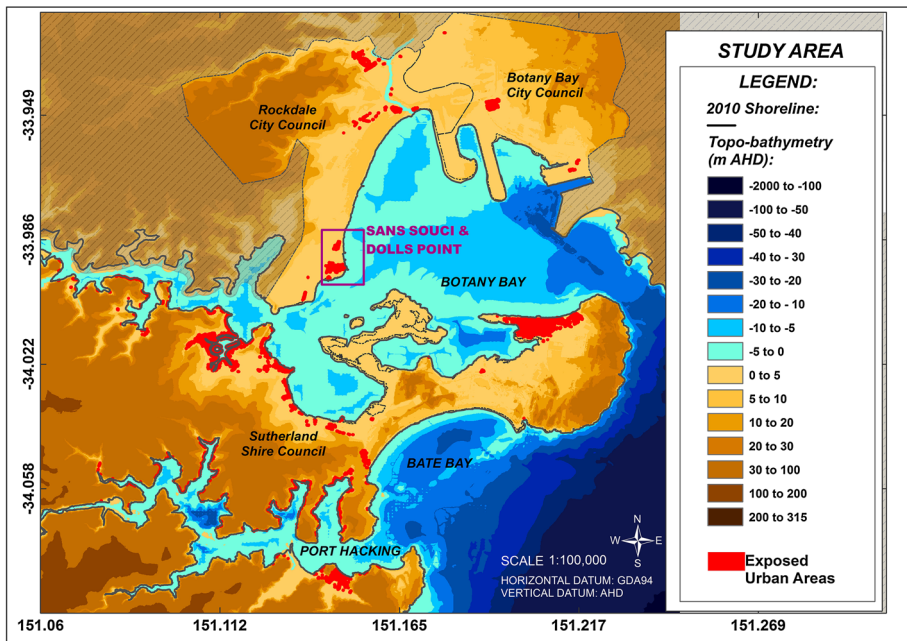 STUDY AREA
LEGEND:
2010 Shoreline:
Topo-bathymetry
(m AHD):
-2000 to -100
-100 to -50
-50 to -40
-40 to - 30
-30 to -20
-20 to - 10
-10 to -5
-5 to 0
0 to 5
5 to 10
10 to 20
20 to 30
30 to 100
100 to 200
200 to 315
Exposed
Urban Areas
Botany Bay
City Council
Rockdale
City Council
SANS SOUCI &
DOLLS POINT
BOTANY BAY
Sutherland
Shire Council
BATE BAY
PORT HACKING
N
W E
S
SCALE 1:100,000
HORIZONTAL DATUM: GDA94
VERTICAL DATUM: AHD
-33.949
-33.986
-34.022
-34.058
151.06 151.112 151.165 151.217 151.269